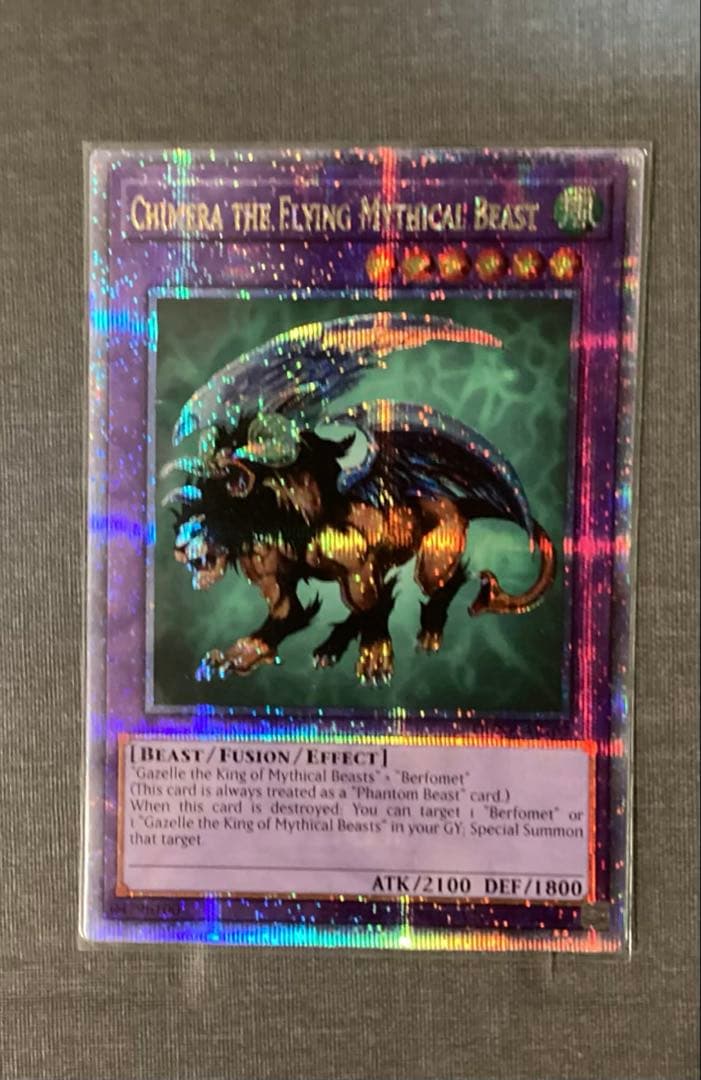 CHIMERA THE FLYING MYTHICAL BEAST
風
[BEAST/FUSION/EFFECT]
"Gazelle the King of Mythical Beasts" + "Berfomet"
(This card is always treated as a "Phantom Beast" card.)
When this card is destroyed: You can target 1 "Berfomet" or
1 "Gazelle the King of Mythical Beasts" in your GY; Special Summon
that target.
ATK/2100 DEF/1800